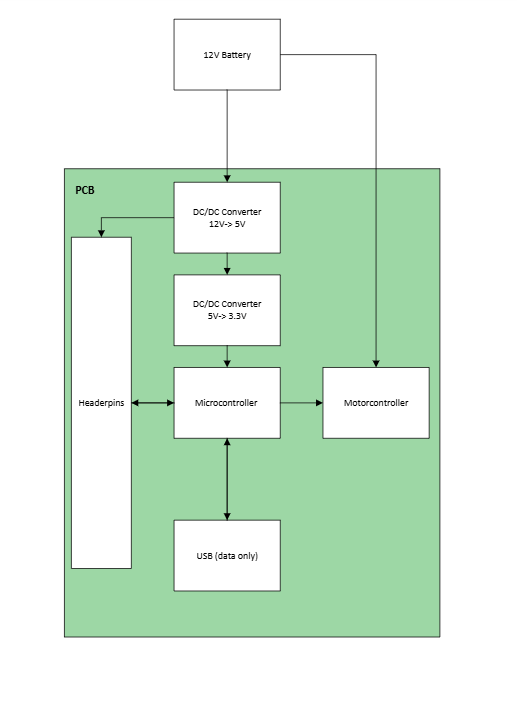 12V Battery
PCB
DC/DC Converter
12V-> 5V
DC/DC Converter
5V-> 3.3V
Headerpins
Microcontroller
Motorcontroller
USB (data only)